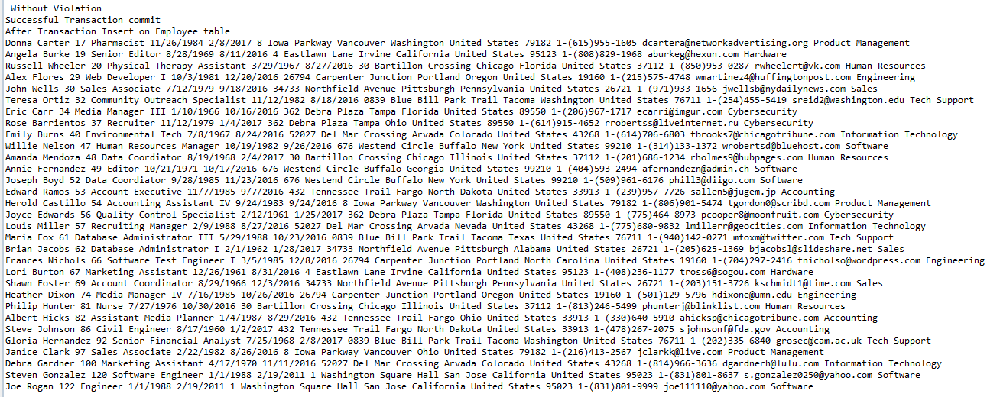 Without Violation
Successful Transaction commit
After Transaction Insert on Employee table
Donna Carter 17 Pharmacist 11/26/1984 2/8/2017 8 Iowa Parkway Vancouver Washington United States 79182 1-(615)955-1605 dcartera@networkadvertising.org Product Management
Angela Burke 19 Senior Editor 8/28/1969 8/11/2016 4 Eastlawn Lane Irvine California United States 95123 1-(808)829-1968 aburkeg@hexun.com Hardware
Russell Wheeler 20 Physical Therapy Assistant 3/29/1967 8/27/2016 30 Bartillon Crossing Chicago Florida United States 37112 1-(850)953-0287 rwheelert@vk.com Human Resources
Alex Flores 29 Web Developer I 10/3/1981 12/20/2016 26794 Carpenter Junction Portland Oregon United States 19160 1-(215)575-4748 wmartinez4@huffingtonpost.com Engineering
John Wells 30 Sales Associate 7/12/1979 9/18/2016 34733 Northfield Avenue Pittsburgh Pennsylvania United States 26721 1-(971)933-1656 jwellsb@nydailynews.com Sales
Teresa Ortiz 32 Community Outreach Specialist 11/12/1982 8/18/2016 0839 Blue Bill Park Trail Tacoma Washington United States 76711 1-(254)455-5419 sreid2@washington.edu Tech Support
Eric Carr 34 Media Manager III 1/10/1966 10/16/2016 362 Debra Plaza Tampa Florida United States 89550 1-(206)967-1717 ecarri@imgur.com Cybersecurity
Rose Barrientos 37 Recruiter 11/12/1979 1/4/2017 362 Debra Plaza Tampa Ohio United States 89550 1-(614)915-4652 rrobertss@liveinternet.ru Cybersecurity
Emily Burns 40 Environmental Tech 7/8/1967 8/24/2016 52027 Del Mar Crossing Arvada Colorado United States 43268 1-(614)706-6803 tbrooks7@chicagotribune.com Information Technology
Willie Nelson 47 Human Resources Manager 10/19/1982 9/26/2016 676 Westend Circle Buffalo New York United States 99210 1-(314)133-1372 wrobertsd@bluehost.com Software
Amanda Mendoza 48 Data Coordiator 8/19/1968 2/4/2017 30 Bartillon Crossing Chicago Illinois United States 37112 1-(201)686-1234 rholmes9@hubpages.com Human Resources
Annie Fernandez 49 Editor 10/21/1971 10/17/2016 676 Westend Circle Buffalo Georgia United States 99210 1-(404)593-2494 afernandezn@admin.ch Software
Joseph Boyd 52 Data Coordiator 9/28/1985 11/23/2016 676 Westend Circle Buffalo New York United States 99210 1-(509)961-6176 phill3@diigo.com Software
Edward Ramos 53 Account Executive 11/7/1985 9/7/2016 432 Tennessee Trail Fargo North Dakota United States 33913 1-(239)957-7726 sallen5@jugem.jp Accounting
Herold Castillo 54 Accounting Assistant IV 9/24/1983 9/24/2016 8 Iowa Parkway Vancouver Washington United States 79182 1-(806)901-5474 tgordon0@scribd.com Product Management
Joyce Edwards 56 Quality Control Specialist 2/12/1961 1/25/2017 362 Debra Plaza Tampa Florida United States 89550 1-(775)464-8973 pcooper8@moonfruit.com Cybersecurity
Louis Miller 57 Recruiting Manager 2/9/1988 8/27/2016 52027 Del Mar Crossing Arvada Nevada United States 43268 1-(775)680-9832 lmillerr@geocities.com Information Technology
Maria Fox 61 Database Administrator III 5/29/1988 10/23/2016 0839 Blue Bill Park Trail Tacoma Texas United States 76711 1-(940)142-0271 mfoxm@twitter.com Tech Support
Brian Jacobs 62 Database Administrator I 2/1/1962 1/28/2017 34733 Northfield Avenue Pittsburgh Alabama United States 26721 1-(205)625-1369 bjacobsl@slideshare.net Sales
Frances Nichols 66 Software Test Engineer I 3/5/1985 12/8/2016 26794 Carpenter Junction Portland North Carolina United States 19160 1-(704)297-2416 fnicholso@wordpress.com Engineering
Lori Burton 67 Marketing Assistant 12/26/1961 8/31/2016 4 Eastlawn Lane Irvine California United States 95123 1-(408)236-1177 tross6@sogou.com Hardware
Shawn Foster 69 Account Coordinator 8/29/1966 12/3/2016 34733 Northfield Avenue Pittsburgh Pennsylvania United States 26721 1-(203)151-3726 kschmidt1@time.com Sales
Heather Dixon 74 Media Manager IV 7/16/1985 10/26/2016 26794 Carpenter Junction Portland Oregon United States 19160 1-(501)129-5796 hdixone@umn.edu Engineering
Philip Hunter 81 Nurse 7/27/1976 10/30/2016 30 Bartillon Crossing Chicago Illinois United States 37112 1-(813)246-5499 phunterj@blinklist.com Human Resources
Albert Hicks 82 Assistant Media Planner 1/4/1987 8/29/2016 432 Tennessee Trail Fargo Ohio United States 33913 1-(330)640-5910 ahicksp@chicagotribune.com Accounting
Steve Johnson 86 Civil Engineer 8/17/1960 1/2/2017 432 Tennessee Trail Fargo North Dakota United States 33913 1-(478)267-2075 sjohnsonf@fda.gov Accounting
Gloria Hernandez 92 Senior Financial Analyst 7/25/1968 2/8/2017 0839 Blue Bill Park Trail Tacoma Washington United States 76711 1-(202)335-6840 grosec@cam.ac.uk Tech Support
Janice Clark 97 Sales Associate 2/22/1982 8/26/2016 8 Iowa Parkway Vancouver Ohio United States 79182 1-(216)413-2567 jclarkk@live.com Product Management
Debra Gardner 100 Marketing Assistant 4/17/1970 11/11/2016 52027 Del Mar Crossing Arvada Colorado United States 43268 1-(814)966-3636 dgardnerh@lulu.com Information Technology
Steven Gonzalez 120 Software Engineer 1/1/1988 2/19/2011 1 Washington Square Hall San Jose California United States 95023 1-(831)801-8637 s.gonzalez0250@yahoo.com Software
Joe Rogan 122 Engineer 1/1/1988 2/19/2011 1 Washington Square Hall San Jose California United States 95023 1-(831)801-9999 joe111110@yahoo.com Software